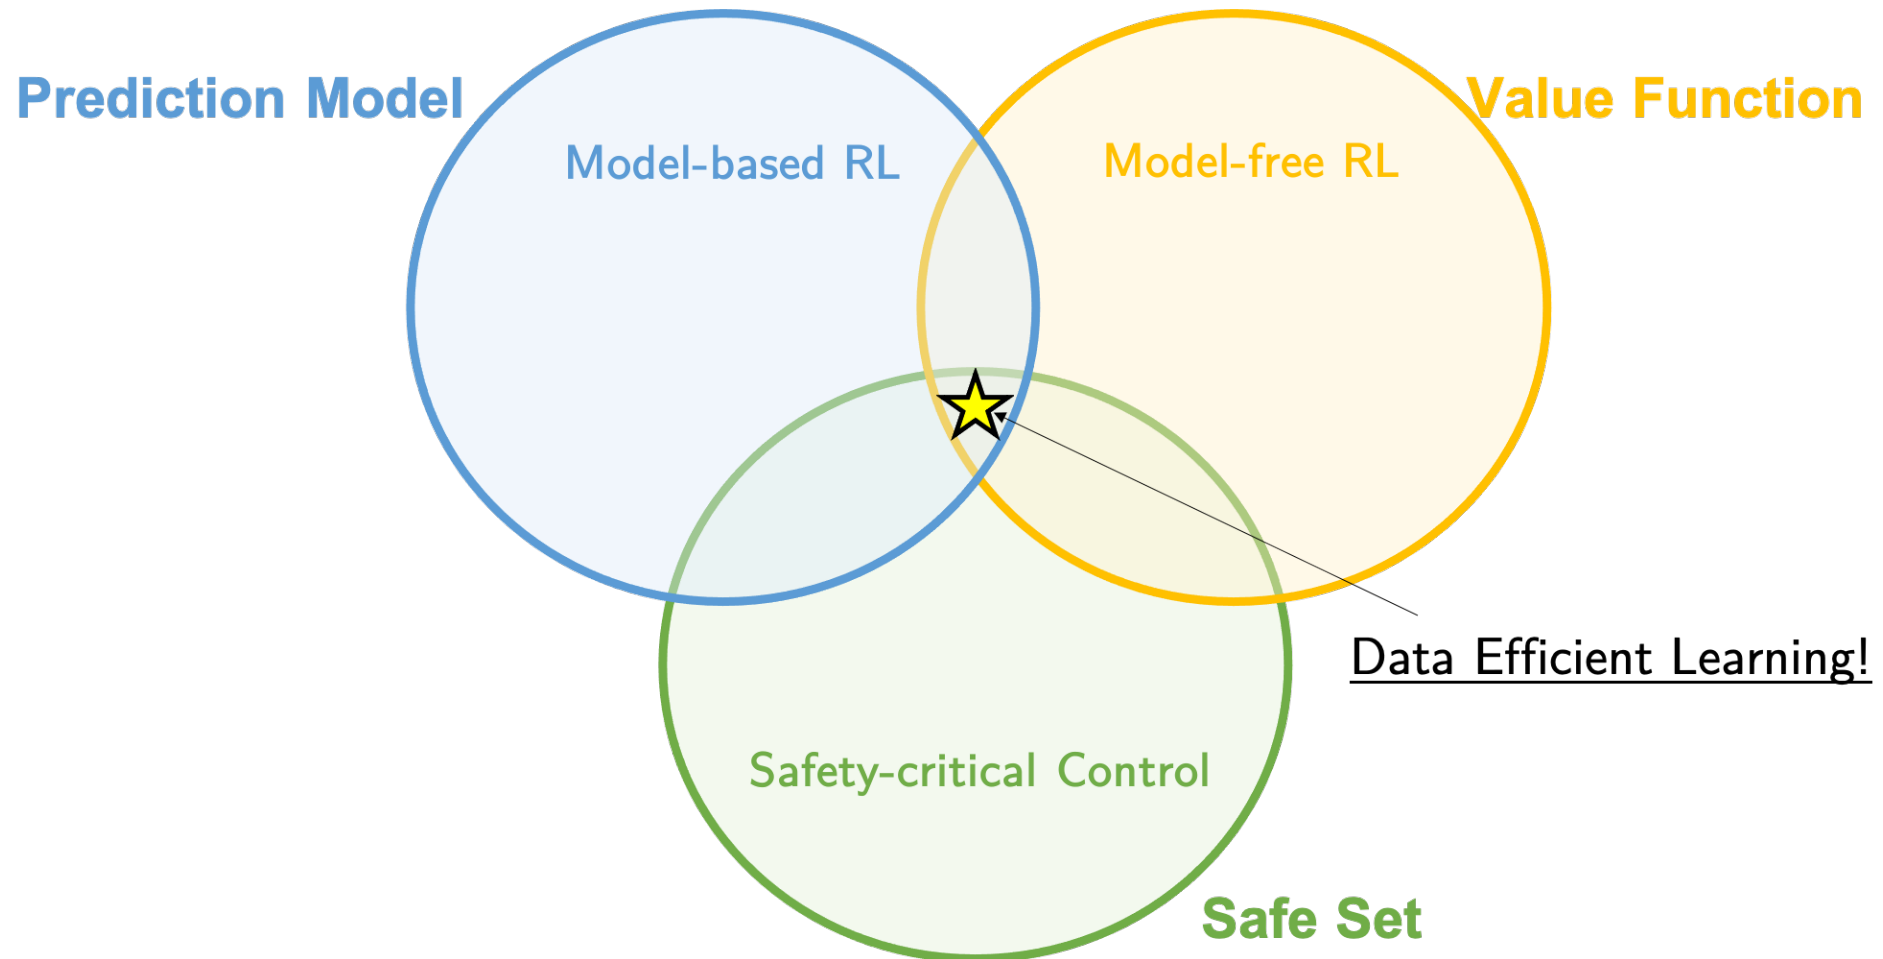 Prediction Model
Value Function
Model-based RL
Model-free RL
Data Efficient Learning!
Safety-critical Control
Safe Set